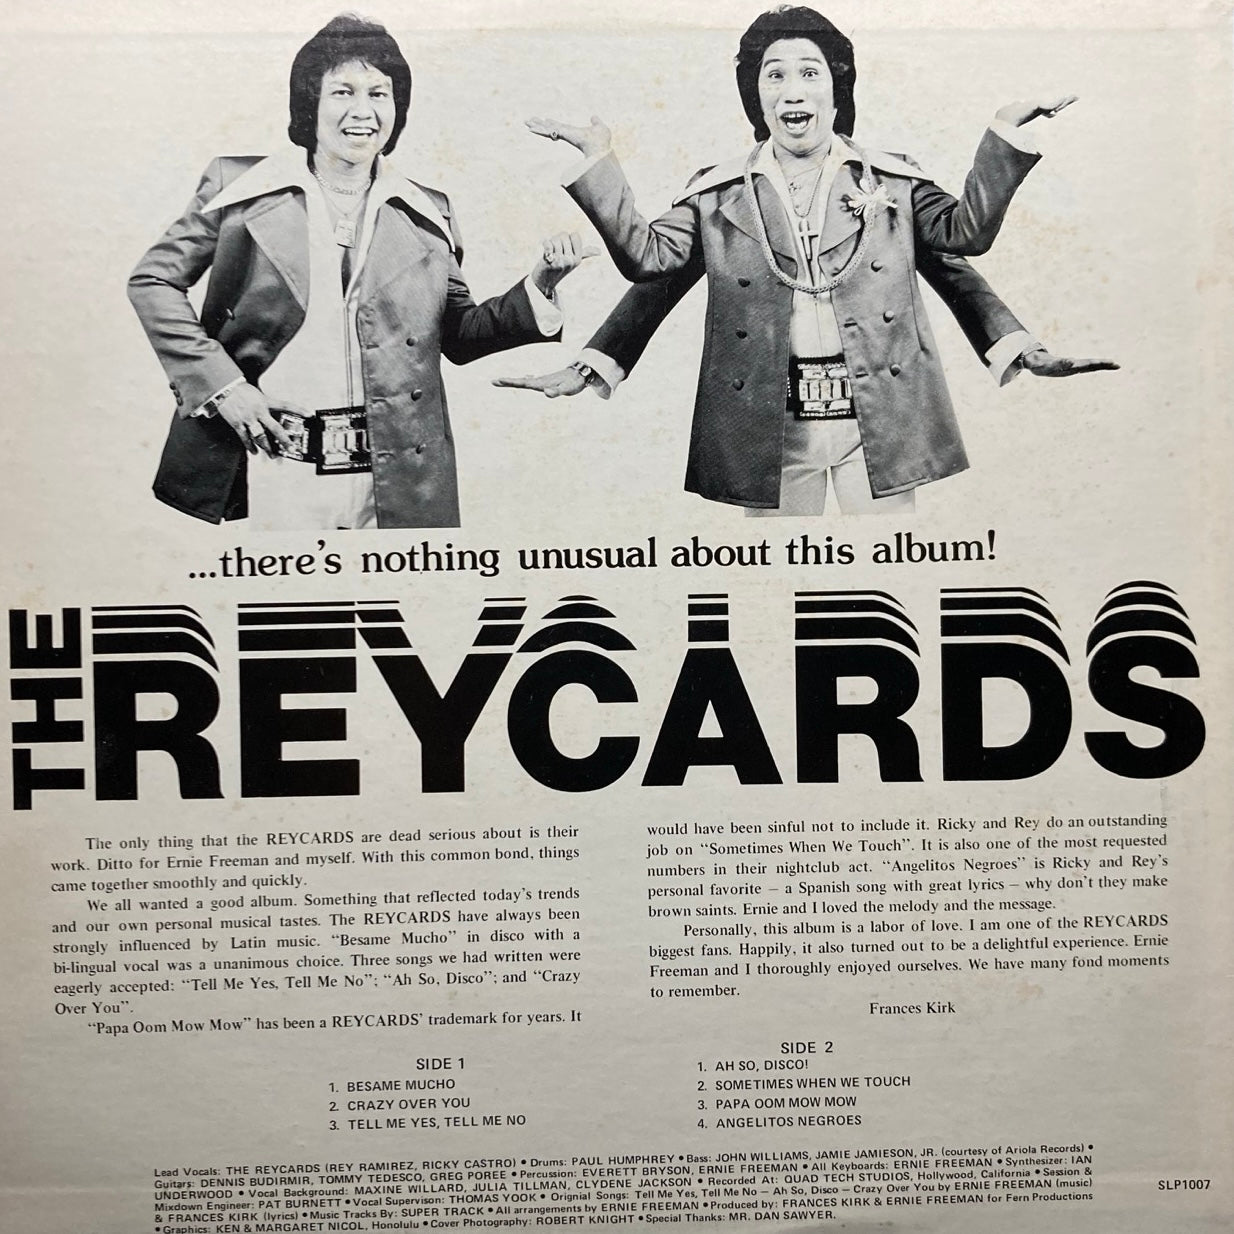 ...there's nothing unusual about this album!
THE REYCARDS
The only thing that the REYCARDS are dead serious about is their
work. Ditto for Ernie Freeman and myself. With this common bond, things
came together smoothly and quickly.
We all wanted a good album. Something that reflected today's trends
and our own personal musical tastes. The REYCARDS have always been
strongly influenced by Latin music. "Besame Mucho" in disco with a
bi-lingual vocal was a unanimous choice. Three songs we had written were
eagerly accepted: "Tell Me Yes, Tell Me No"; "Ah So, Disco"; and "Crazy
Over You".
"Papa Oom Mow Mow" has been a REYCARDS' trademark for years. It
would have been sinful not to include it. Ricky and Rey do an outstanding
job on "Sometimes When We Touch". It is also one of the most requested
numbers in their nightclub act. "Angelitos Negroes" is Ricky and Rey's
personal favorite – a Spanish song with great lyrics – why don't they make
brown saints. Ernie and I loved the melody and the message.
Personally, this album is a labor of love. I am one of the REYCARDS
biggest fans. Happily, it also turned out to be a delightful experience. Ernie
Freeman and I thoroughly enjoyed ourselves. We have many fond moments
to remember.
Frances Kirk
SIDE 1
1. BESAME MUCHO
2. CRAZY OVER YOU
3. TELL ME YES, TELL ME NO
SIDE 2
1. AH SO, DISCO!
2. SOMETIMES WHEN WE TOUCH
3. PAPA OOM MOW MOW
4. ANGELITOS NEGROES
Lead Vocals: THE REYCARDS (REY RAMIREZ, RICKY CASTRO) • Drums: PAUL HUMPHREY • Bass: JOHN WILLIAMS, JAMIE JAMIESON, JR. (courtesy of Ariola Records) •
Guitars: DENNIS BUDIRMIR, TOMMY TEDESCO, GREG POREE • Percussion: EVERETT BRYSON, ERNIE FREEMAN • All Keyboards: ERNIE FREEMAN • Synthesizer: IAN
UNDERWOOD • Vocal Background: MAXINE WILLARD, JULIA TILLMAN, CLYDENE JACKSON • Recorded At: QUAD TECH STUDIOS, Hollywood, California • Session &
Mixdown Engineer: PAT BURNETT • Vocal Supervison: THOMAS YOOK • Orignial Songs: Tell Me Yes, Tell Me No – Ah So, Disco – Crazy Over You by ERNIE FREEMAN (music)
& FRANCES KIRK (lyrics) • Music Tracks By: SUPER TRACK • All arrangements by ERNIE FREEMAN • Produced by: FRANCES KIRK & ERNIE FREEMAN for Fern Productions
• Graphics: KEN & MARGARET NICOL, Honolulu • Cover Photography: ROBERT KNIGHT • Special Thanks: MR. DAN SAWYER.
SLP1007